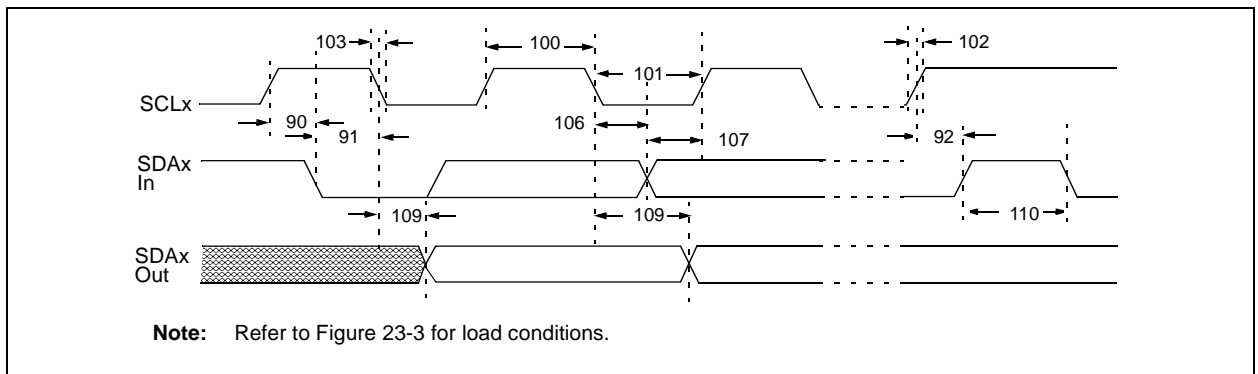 103
100
102
101
SCLx
90
91
106
107
92
SDAx
In
109
109
110
SDAx
Out
Note: Refer to Figure 23-3 for load conditions.